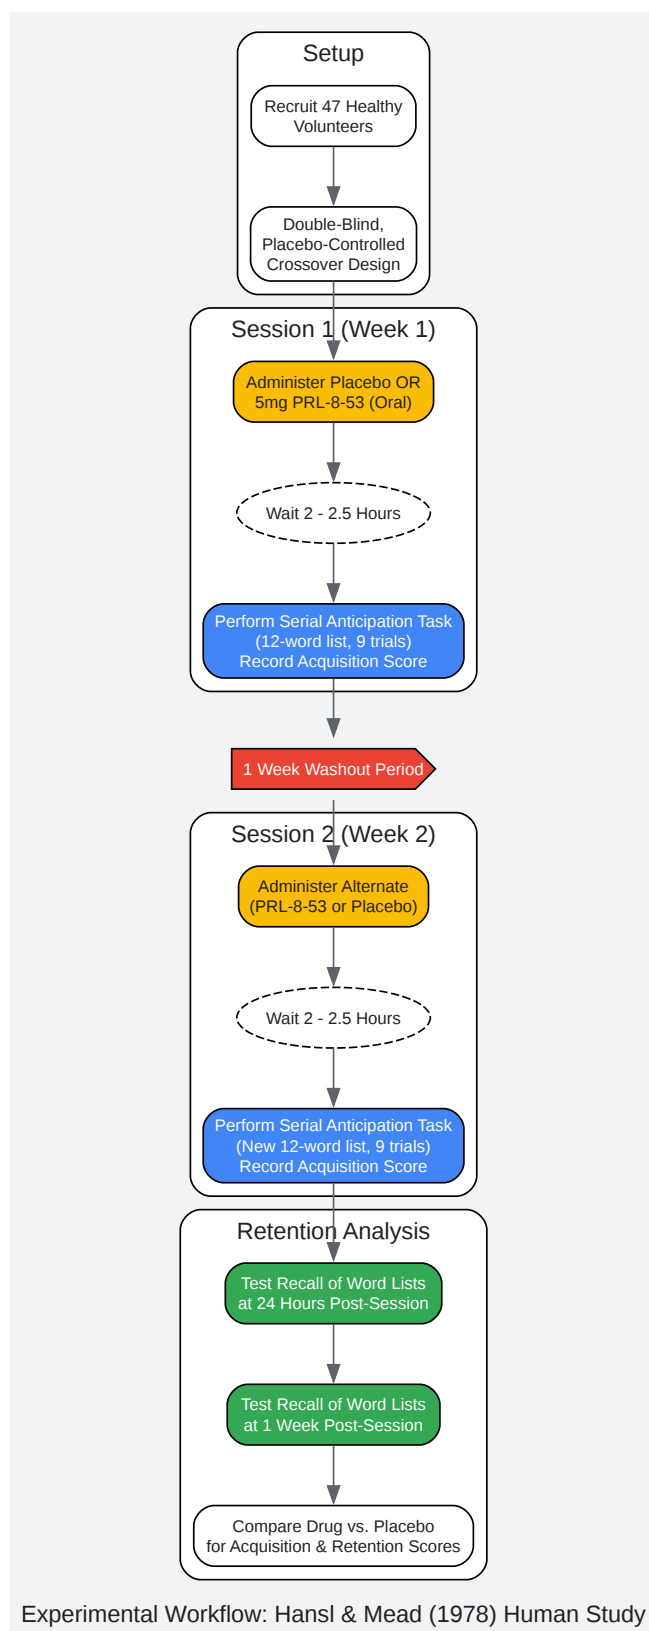 Setup
Recruit 47 Healthy
Volunteers
Double-Blind,
Placebo-Controlled
Crossover Design
Session 1 (Week 1)
Administer Placebo OR
5mg PRL-8-53 (Oral)
Wait 2 - 2.5 Hours
Perform Serial Anticipation Task
(12-word list, 9 trials)
Record Acquisition Score
1 Week Washout Period
Session 2 (Week 2)
Administer Alternate
(PRL-8-53 or Placebo)
Wait 2 - 2.5 Hours
Perform Serial Anticipation Task
(New 12-word list, 9 trials)
Record Acquisition Score
Retention Analysis
Test Recall of Word Lists
at 24 Hours Post-Session
Test Recall of Word Lists
at 1 Week Post-Session
Compare Drug vs. Placebo
for Acquisition & Retention Scores
Experimental Workflow: Hansl & Mead (1978) Human Study